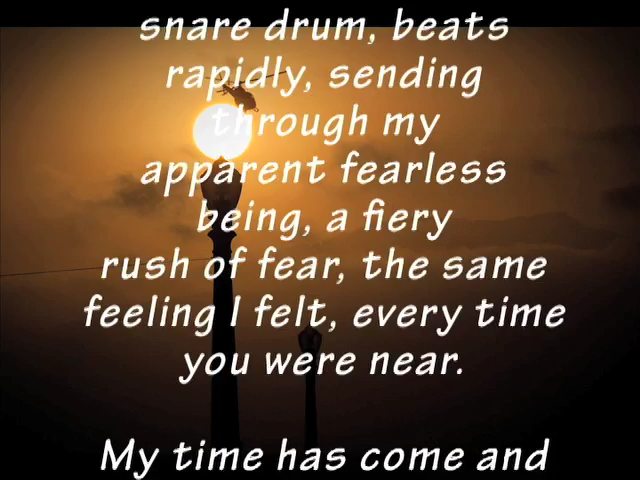 snare drum, beats
rapidly, sending
through my
apparent fearless
being, a fiery
rush of fear, the same
feeling I felt, every time
you were near.
My time has come and